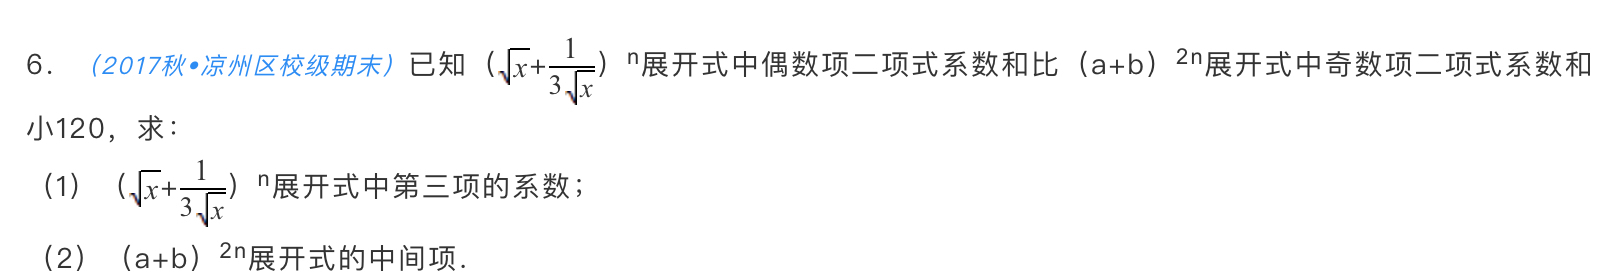 6. （2017秋•凉州区校级期末）已知（√x+1/(3√x)）ⁿ展开式中偶数项二项式系数和比（a+b）²ⁿ展开式中奇数项二项式系数和
小120，求：
（1）（√x+1/(3√x)）ⁿ展开式中第三项的系数；
（2）（a+b）²ⁿ展开式的中间项.